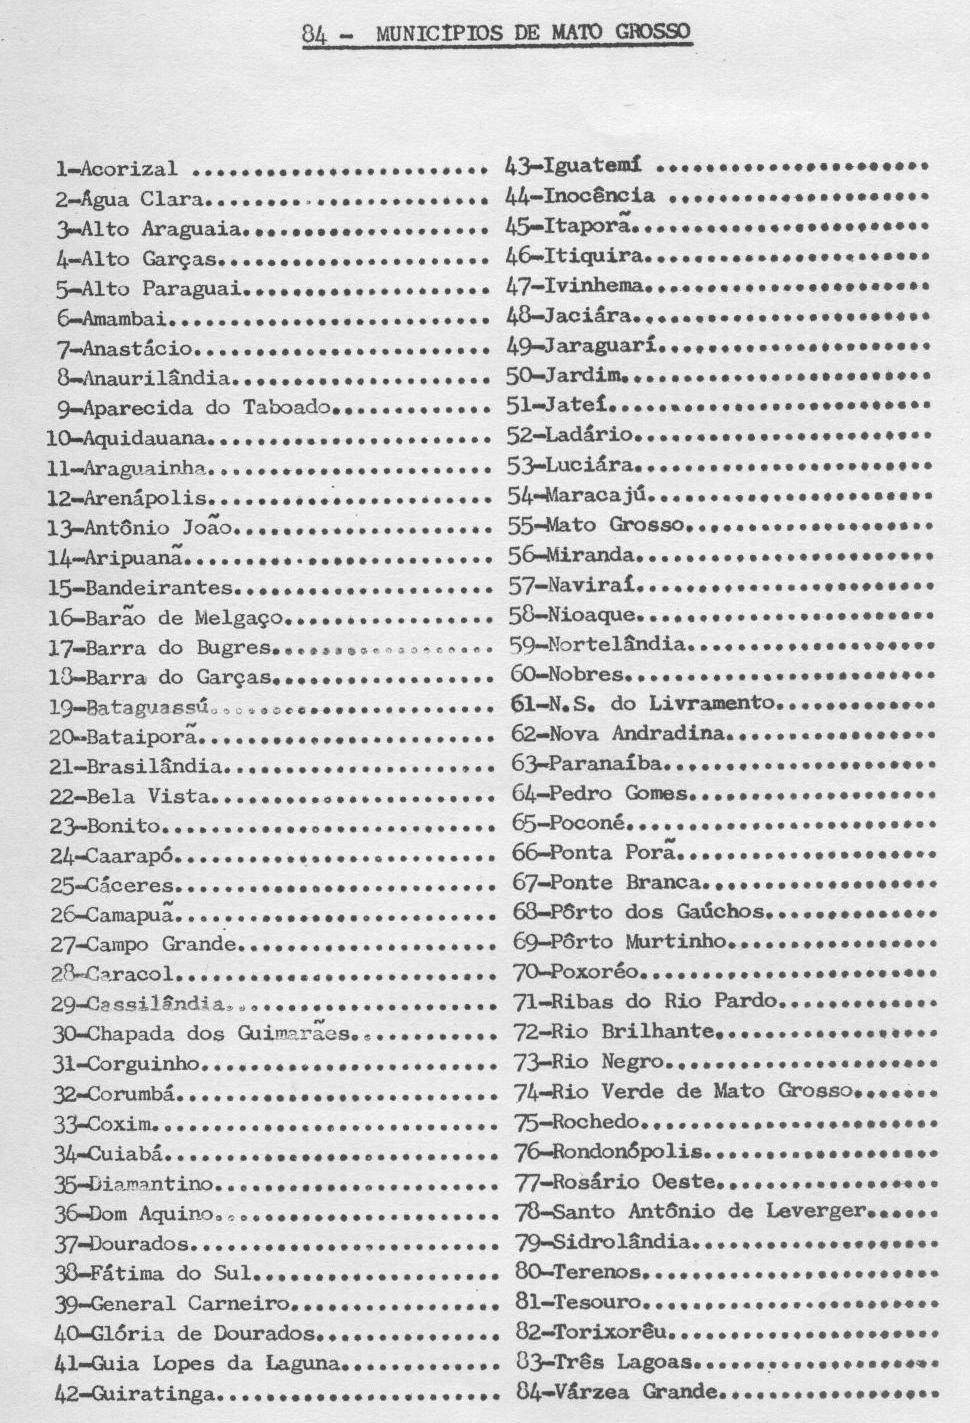 84 - MUNICÍPIOS DE MATO GROSSO
1-Acorizal ........................
2-Água Clara.......................
3-Alto Araguaia....................
4-Alto Garças......................
5-Alto Paraguai....................
6-Amambai..........................
7-Anastácio........................
8-Anaurilândia.....................
9-Aparecida do Taboado.............
10-Aquidauana.......................
11-Araguainha.......................
12-Arenápolis.......................
13-Antônio João.....................
14-Aripuanã.........................
15-Bandeirantes.....................
16-Barão de Melgaço.................
17-Barra do Bugres..................
18-Barra do Garças..................
19-Bataguassú.......................
20-Bataiporã........................
21-Brasilândia......................
22-Bela Vista.......................
23-Bonito...........................
24-Caarapó..........................
25-Cáceres..........................
26-Camapuã..........................
27-Campo Grande.....................
28-Caracol..........................
29-Cassilândia......................
30-Chapada dos Guimarães............
31-Corguinho........................
32-Corumbá..........................
33-Coxim............................
34-Cuiabá...........................
35-Diamantino.......................
36-Dom Aquino.......................
37-Dourados.........................
38-Fátima do Sul....................
39-General Carneiro.................
40-Glória de Dourados...............
41-Guia Lopes da Laguna.............
42-Guiratinga.......................
43-Iguatemí ......................
44-Inocência .....................
45-Itaporã........................
46-Itiquira.......................
47-Ivinhema.......................
48-Jaciára........................
49-Jaraguarí......................
50-Jardim.........................
51-Jateí..........................
52-Ladário........................
53-Luciára........................
54-Maracajú.......................
55-Mato Grosso....................
56-Miranda........................
57-Naviraí........................
58-Nioaque........................
59-Nortelândia....................
60-Nobres.........................
61-N.S. do Livramento.............
62-Nova Andradina.................
63-Paranaíba......................
64-Pedro Gomes....................
65-Poconé.........................
66-Ponta Porã.....................
67-Ponte Branca...................
68-Pôrto dos Gaúchos..............
69-Pôrto Murtinho.................
70-Poxoréo........................
71-Ribas do Rio Pardo.............
72-Rio Brilhante..................
73-Rio Negro......................
74-Rio Verde de Mato Grosso.......
75-Rochedo........................
76-Rondonópolis...................
77-Rosário Oeste..................
78-Santo Antônio de Leverger......
79-Sidrolândia....................
80-Terenos........................
81-Tesouro........................
82-Torixorêu......................
83-Três Lagoas....................
84-Várzea Grande..................